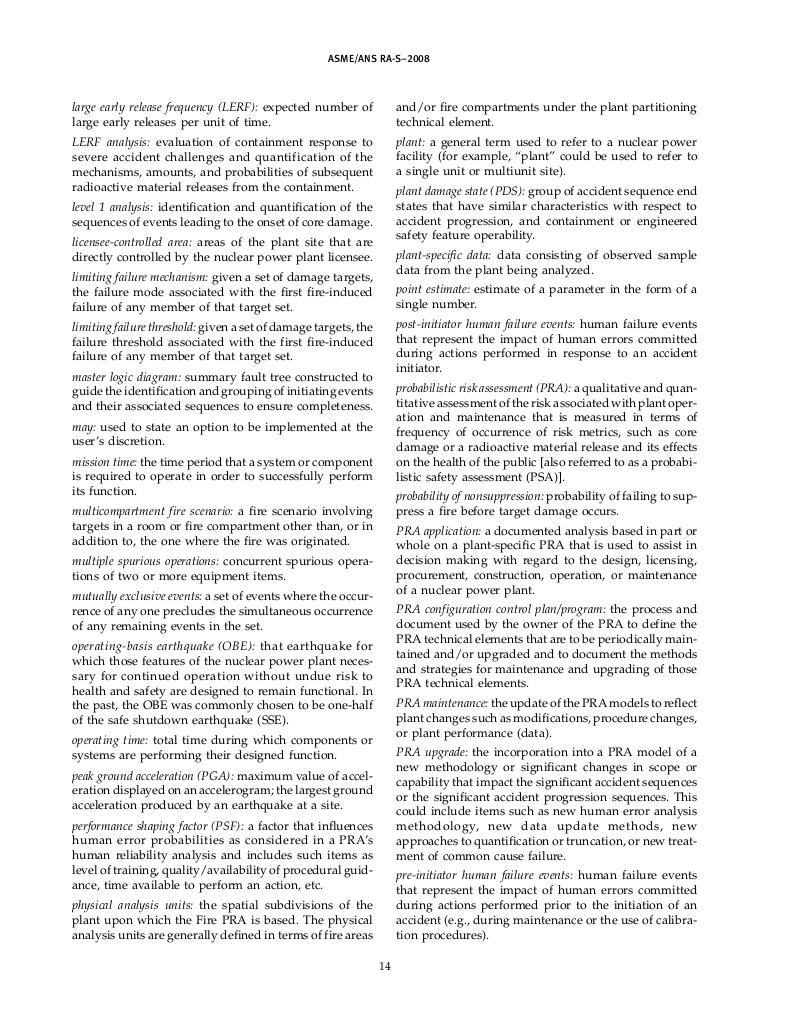 ASME/ANS RA-S–2008
large early release frequency (LERF): expected number of
large early releases per unit of time.
LERF analysis: evaluation of containment response to
severe accident challenges and quantification of the
mechanisms, amounts, and probabilities of subsequent
radioactive material releases from the containment.
level 1 analysis: identification and quantification of the
sequences of events leading to the onset of core damage.
licensee-controlled area: areas of the plant site that are
directly controlled by the nuclear power plant licensee.
limiting failure mechanism: given a set of damage targets,
the failure mode associated with the first fire-induced
failure of any member of that target set.
limiting failure threshold: given a set of damage targets, the
failure threshold associated with the first fire-induced
failure of any member of that target set.
master logic diagram: summary fault tree constructed to
guide the identification and grouping of initiating events
and their associated sequences to ensure completeness.
may: used to state an option to be implemented at the
user's discretion.
mission time: the time period that a system or component
is required to operate in order to successfully perform
its function.
multicompartment fire scenario: a fire scenario involving
targets in a room or fire compartment other than, or in
addition to, the one where the fire was originated.
multiple spurious operations: concurrent spurious opera-
tions of two or more equipment items.
mutually exclusive events: a set of events where the occur-
rence of any one precludes the simultaneous occurrence
of any remaining events in the set.
operating-basis earthquake (OBE): that earthquake for
which those features of the nuclear power plant neces-
sary for continued operation without undue risk to
health and safety are designed to remain functional. In
the past, the OBE was commonly chosen to be one-half
of the safe shutdown earthquake (SSE).
operating time: total time during which components or
systems are performing their designed function.
peak ground acceleration (PGA): maximum value of accel-
eration displayed on an accelerogram; the largest ground
acceleration produced by an earthquake at a site.
performance shaping factor (PSF): a factor that influences
human error probabilities as considered in a PRA's
human reliability analysis and includes such items as
level of training, quality/availability of procedural guid-
ance, time available to perform an action, etc.
physical analysis units: the spatial subdivisions of the
plant upon which the Fire PRA is based. The physical
analysis units are generally defined in terms of fire areas
and/or fire compartments under the plant partitioning
technical element.
plant: a general term used to refer to a nuclear power
facility (for example, "plant" could be used to refer to
a single unit or multiunit site).
plant damage state (PDS): group of accident sequence end
states that have similar characteristics with respect to
accident progression, and containment or engineered
safety feature operability.
plant-specific data: data consisting of observed sample
data from the plant being analyzed.
point estimate: estimate of a parameter in the form of a
single number.
post-initiator human failure events: human failure events
that represent the impact of human errors committed
during actions performed in response to an accident
initiator.
probabilistic risk assessment (PRA): a qualitative and quan-
titative assessment of the risk associated with plant oper-
ation and maintenance that is measured in terms of
frequency of occurrence of risk metrics, such as core
damage or a radioactive material release and its effects
on the health of the public [also referred to as a probabi-
listic safety assessment (PSA)].
probability of nonsuppression: probability of failing to sup-
press a fire before target damage occurs.
PRA application: a documented analysis based in part or
whole on a plant-specific PRA that is used to assist in
decision making with regard to the design, licensing,
procurement, construction, operation, or maintenance
of a nuclear power plant.
PRA configuration control plan/program: the process and
document used by the owner of the PRA to define the
PRA technical elements that are to be periodically main-
tained and/or upgraded and to document the methods
and strategies for maintenance and upgrading of those
PRA technical elements.
PRA maintenance: the update of the PRA models to reflect
plant changes such as modifications, procedure changes,
or plant performance (data).
PRA upgrade: the incorporation into a PRA model of a
new methodology or significant changes in scope or
capability that impact the significant accident sequences
or the significant accident progression sequences. This
could include items such as new human error analysis
methodology, new data update methods, new
approaches to quantification or truncation, or new treat-
ment of common cause failure.
pre-initiator human failure events: human failure events
that represent the impact of human errors committed
during actions performed prior to the initiation of an
accident (e.g., during maintenance or the use of calibra-
tion procedures).
14